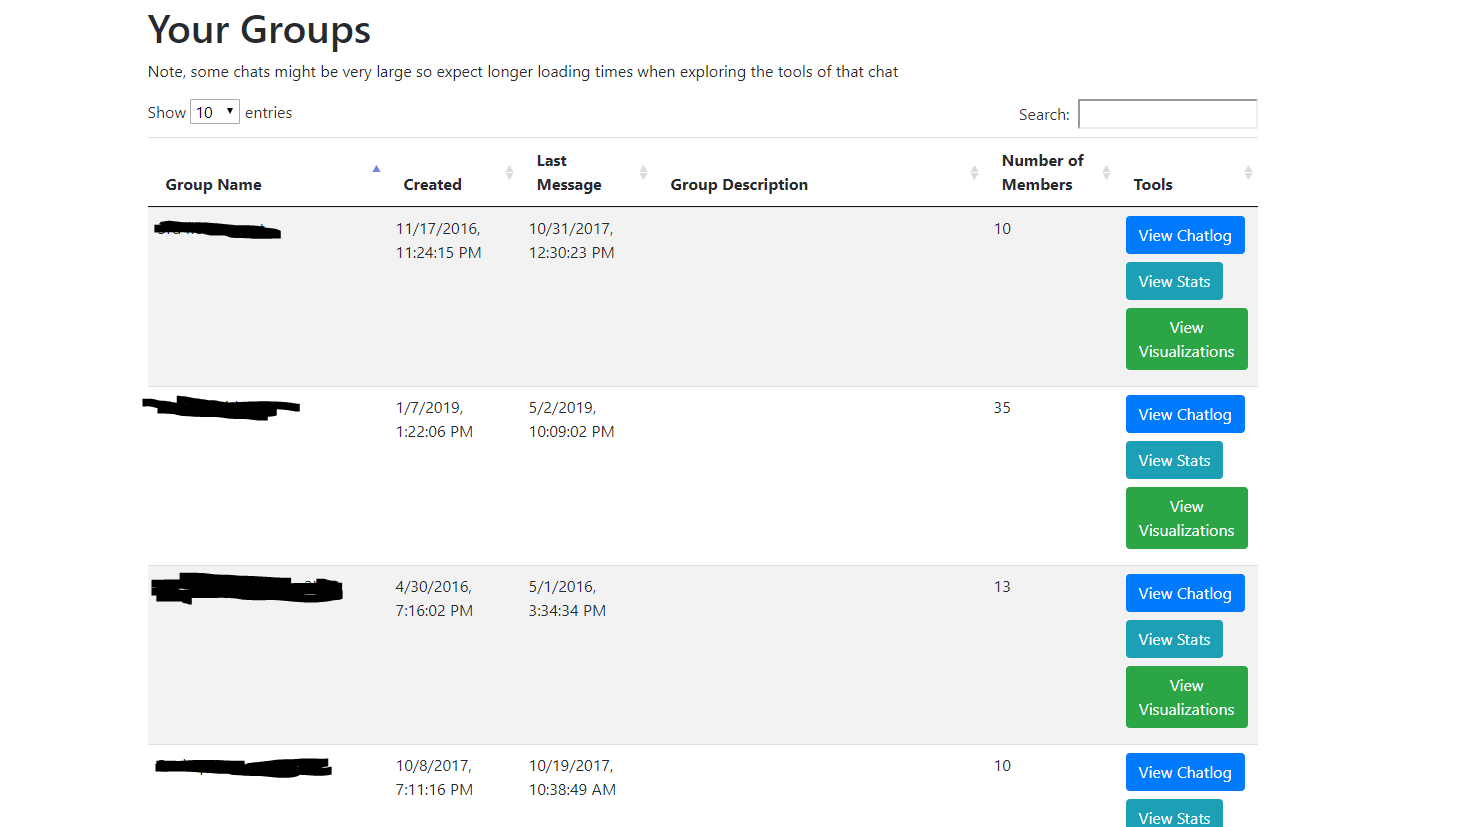 Your Groups
Note, some chats might be very large so expect longer loading times when exploring the tools of that chat
Show 10 entries
Search:
Group Name
Created
Last
Message
Group Description
Number of
Members
Tools
11/17/2016,
11:24:15 PM
10/31/2017,
12:30:23 PM
10
View Chatlog
View Stats
View
Visualizations
1/7/2019,
1:22:06 PM
5/2/2019,
10:09:02 PM
35
View Chatlog
View Stats
View
Visualizations
4/30/2016,
7:16:02 PM
5/1/2016,
3:34:34 PM
13
View Chatlog
View Stats
View
Visualizations
10/8/2017,
7:11:16 PM
10/19/2017,
10:38:49 AM
10
View Chatlog
View Stats